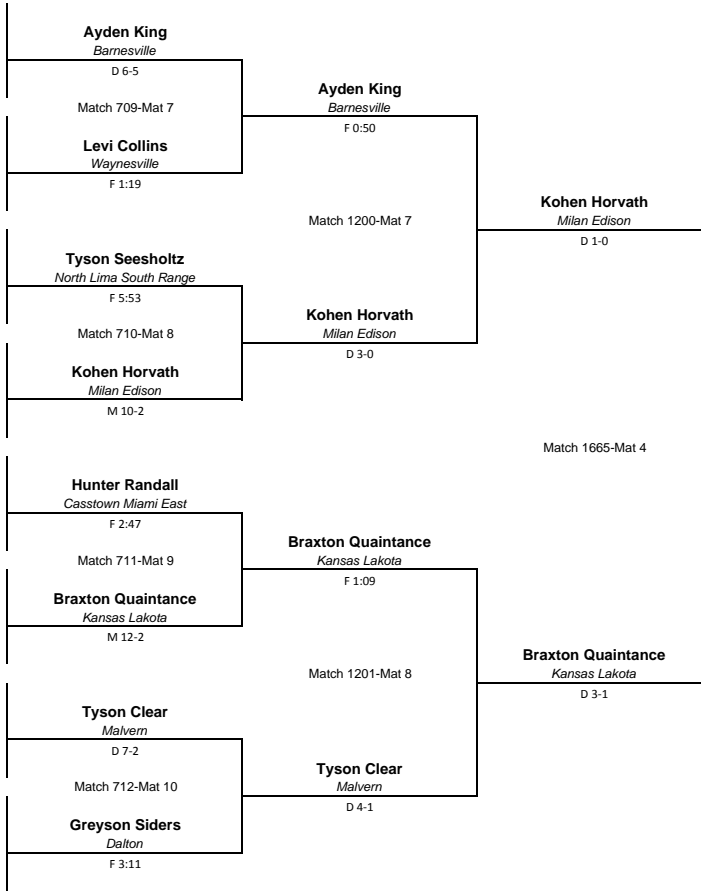 Ayden King
Barnesville
D 6-5
Match 709-Mat 7
Levi Collins
Waynesville
F 1:19
Tyson Seesholtz
North Lima South Range
F 5:53
Match 710-Mat 8
Kohen Horvath
Milan Edison
M 10-2
Hunter Randall
Casstown Miami East
F 2:47
Match 711-Mat 9
Braxton Quaintance
Kansas Lakota
M 12-2
Tyson Clear
Malvern
D 7-2
Match 712-Mat 10
Greyson Siders
Dalton
F 3:11
Ayden King
Barnesville
F 0:50
Match 1200-Mat 7
Kohen Horvath
Milan Edison
D 3-0
Braxton Quaintance
Kansas Lakota
F 1:09
Match 1201-Mat 8
Tyson Clear
Malvern
D 4-1
Kohen Horvath
Milan Edison
D 1-0
Match 1665-Mat 4
Braxton Quaintance
Kansas Lakota
D 3-1